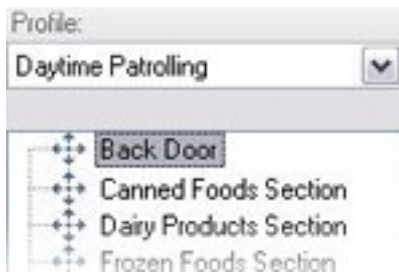 Profile:
Daytime Patrolling
Back Door
Canned Foods Section
Dairy Products Section
Frozen Foods Section